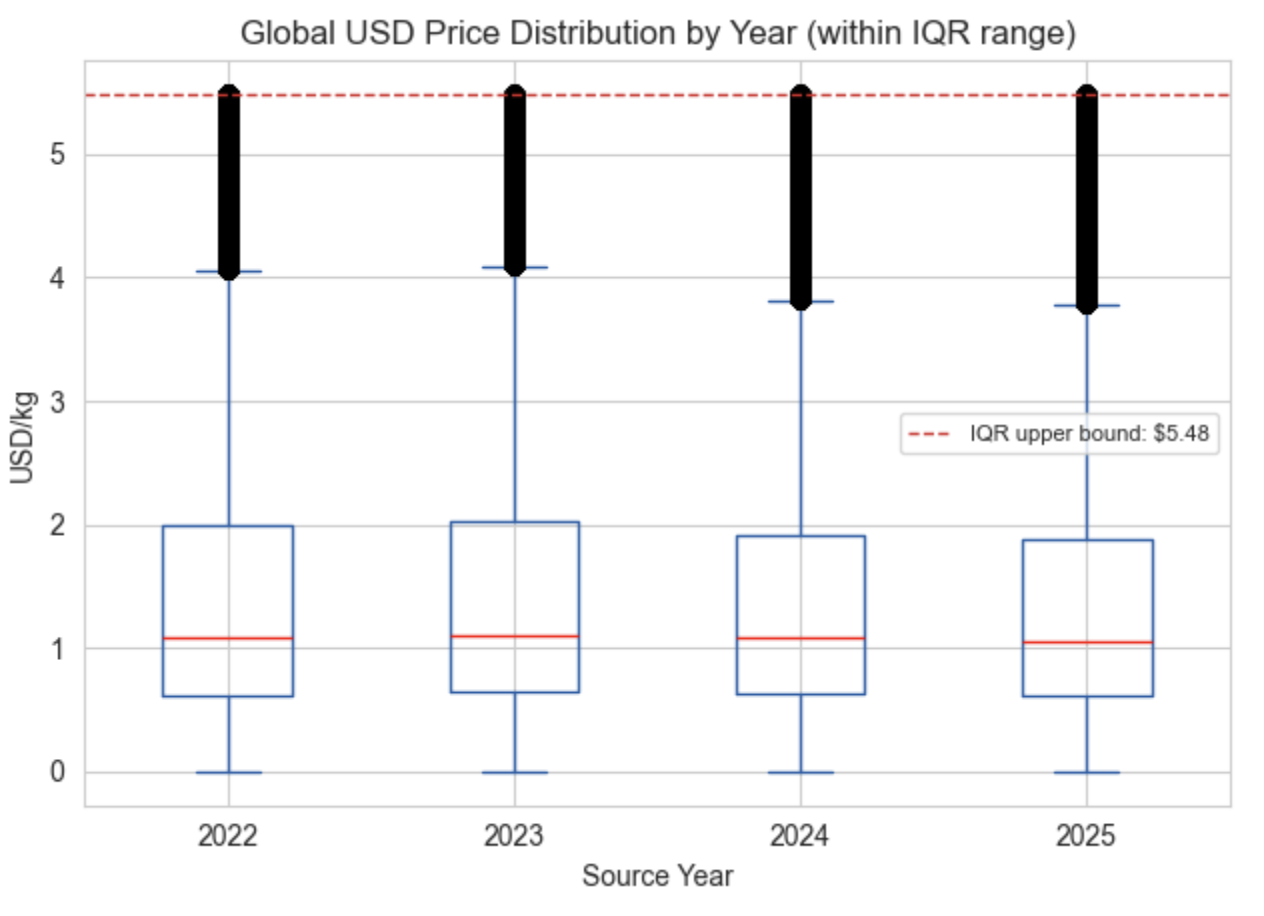 Global USD Price Distribution by Year (within IQR range)
USD/kg
5
4
3
2
1
0
IQR upper bound: $5.48
2022 2023 2024 2025
Source Year